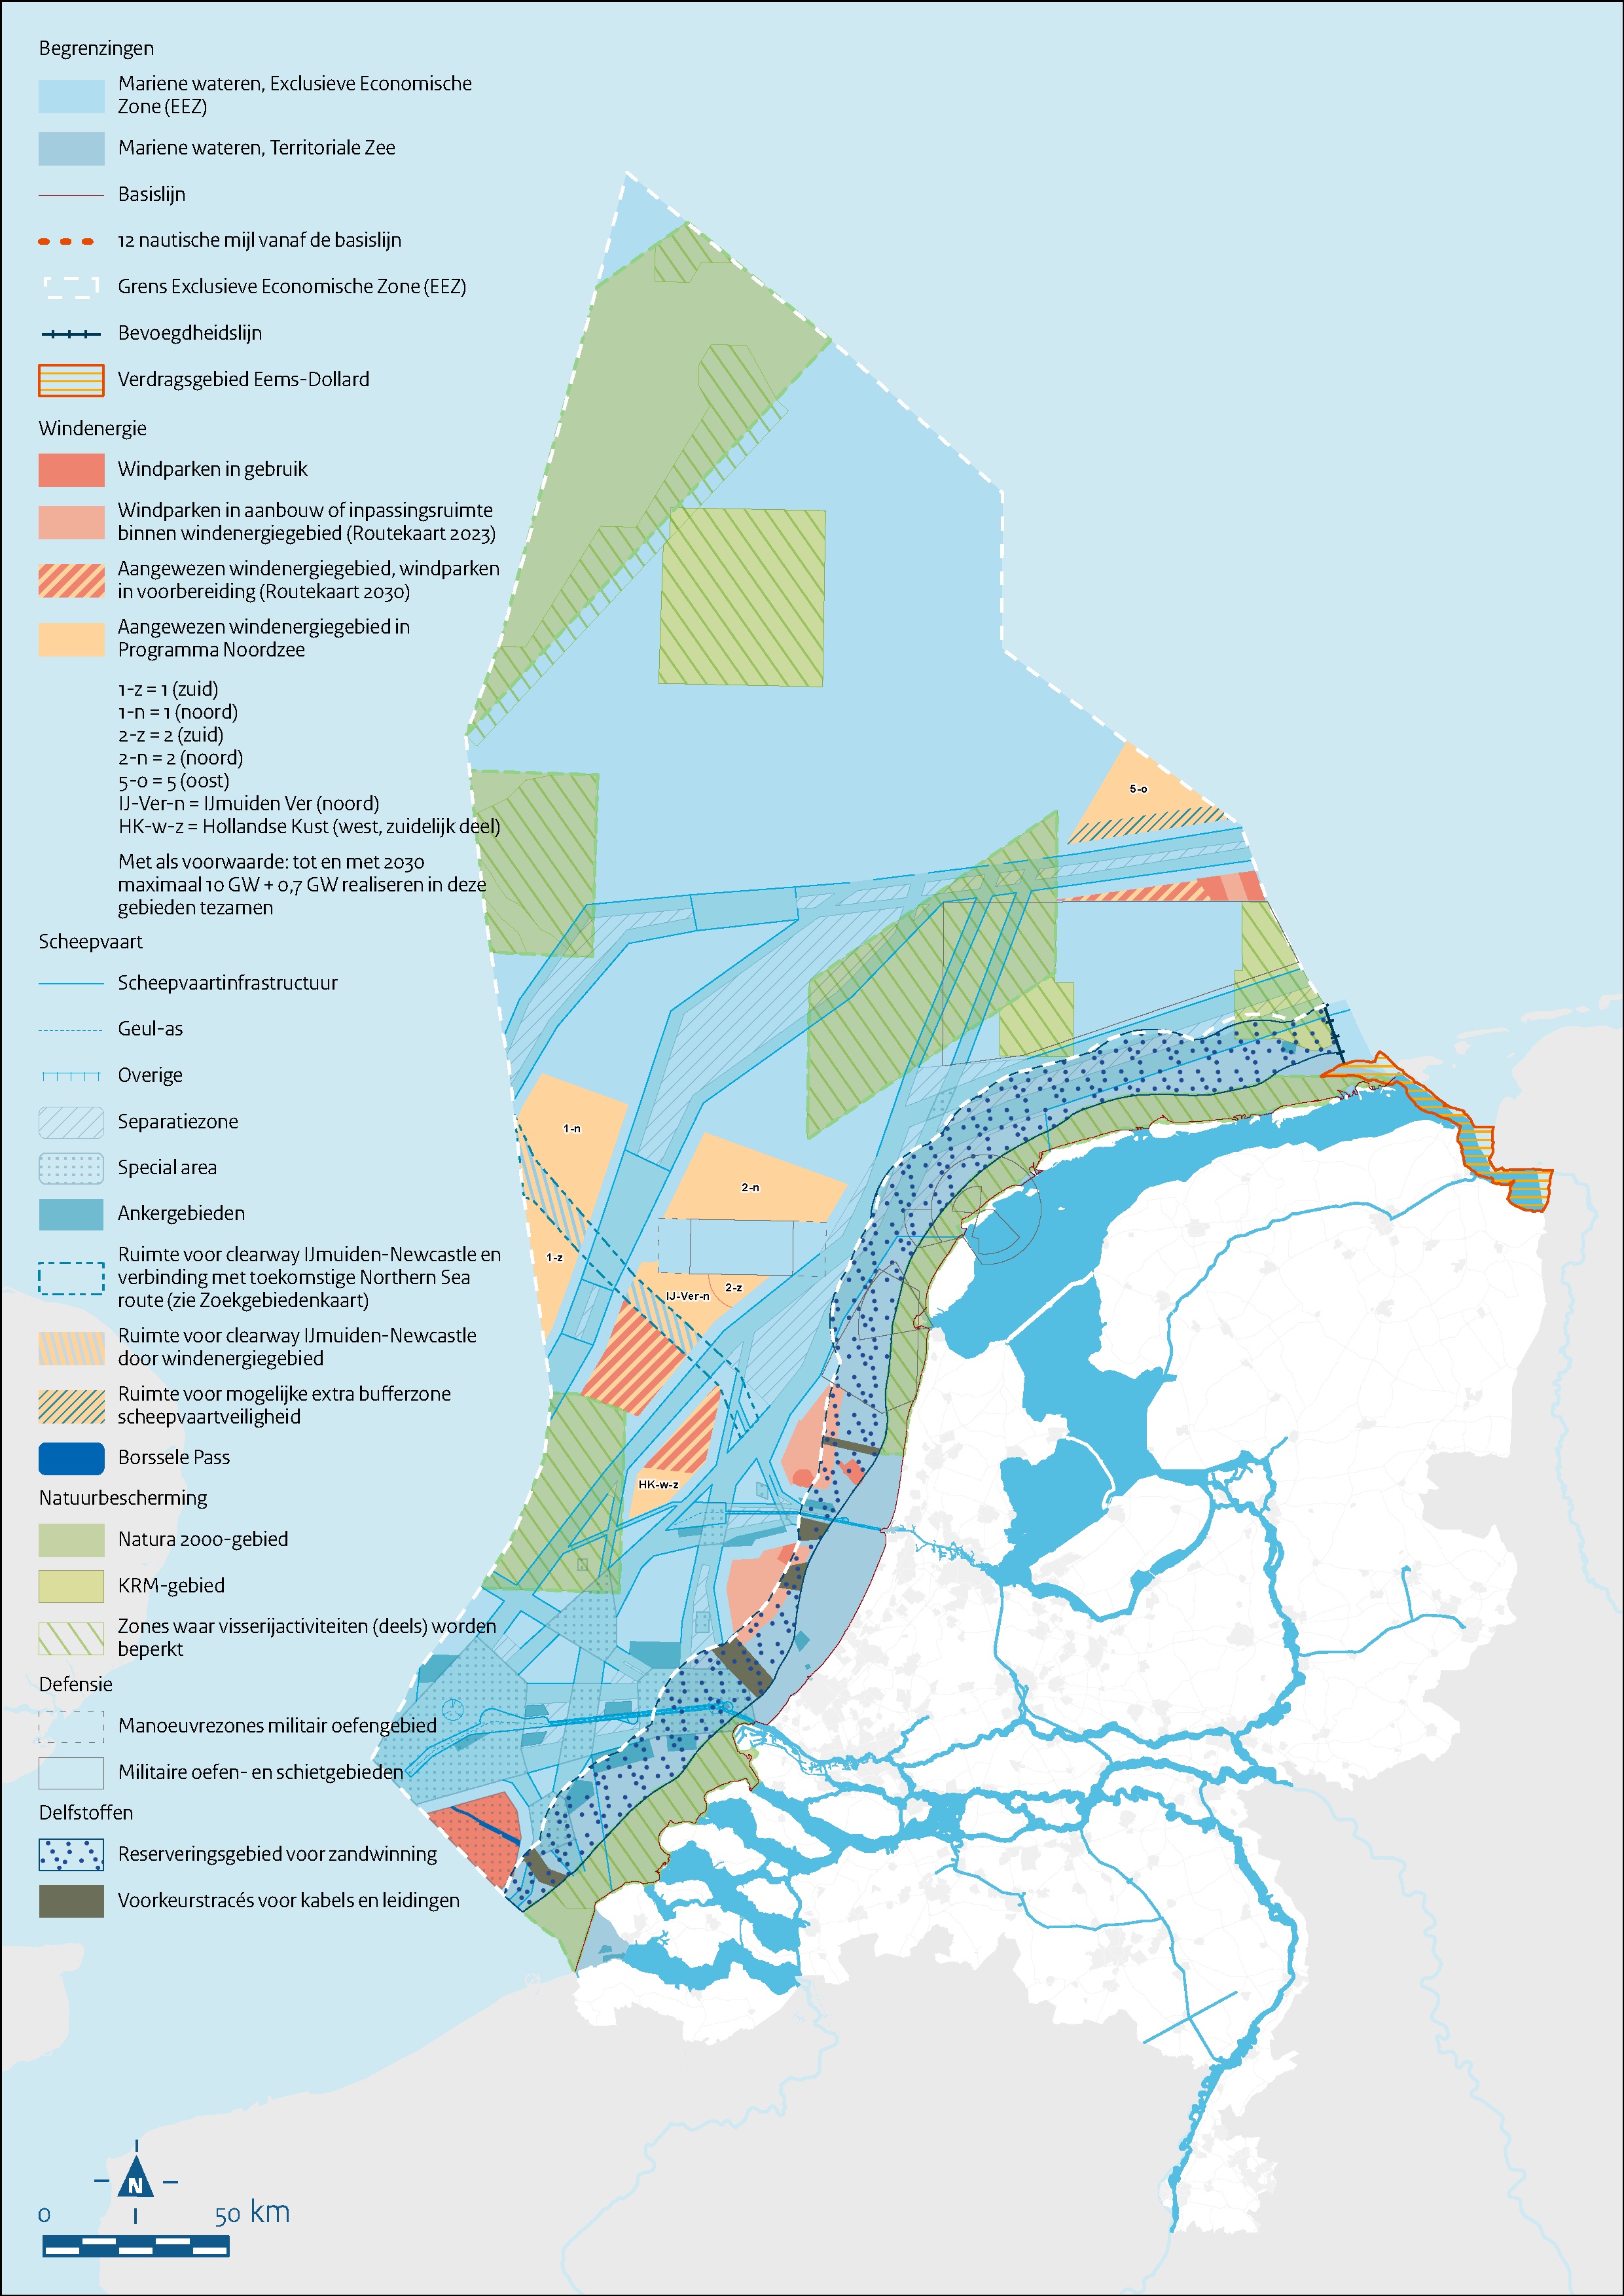 Begrenzingen
Mariene wateren, Exclusieve Economische
Zone (EEZ)
Mariene wateren, Territoriale Zee
Basislijn
12 nautische mijl vanaf de basislijn
Grens Exclusieve Economische Zone (EEZ)
Bevoegdheidslijn
Verdragsgebied Eems-Dollard
Windenergie
Windparken in gebruik
Windparken in aanbouw of inpassingsruimte
binnen windenergiegebied (Routekaart 2023)
Aangewezen windenergiegebied, windparken
in voorbereiding (Routekaart 2030)
Aangewezen windenergiegebied in
Programma Noordzee
1-z = 1 (zuid)
1-n = 1 (noord)
2-z = 2 (zuid)
2-n = 2 (noord)
5-o = 5 (oost)
IJ-Ver-n = IJmuiden Ver (noord)
HK-w-z = Hollandse Kust (west, zuidelijk deel)
Met als voorwaarde: tot en met 2030
maximaal 10 GW + 0,7 GW realiseren in deze
gebieden tezamen
Scheepvaart
Scheepvaartinfrastructuur
Geul-as
Overige
Separatiezone
Special area
Ankergebieden
Ruimte voor clearway IJmuiden-Newcastle en
verbinding met toekomstige Northern Sea
route (zie Zoekgebiedenkaart)
Ruimte voor clearway IJmuiden-Newcastle
door windenergiegebied
Ruimte voor mogelijke extra bufferzone
scheepvaartveiligheid
Borssele Pass
Natuurbescherming
Natura 2000-gebied
KRM-gebied
Zones waar visserijactiviteiten (deels) worden
beperkt
Defensie
Manoeuvrezones militair oefengebied
Militaire oefen- en schietgebieden
Delfstoffen
Reserveringsgebied voor zandwinning
Voorkeurstracés voor kabels en leidingen
N
0 50 km
5-o
1-n
2-n
1-z
2-z
IJ-Ver-n
HK-w-z